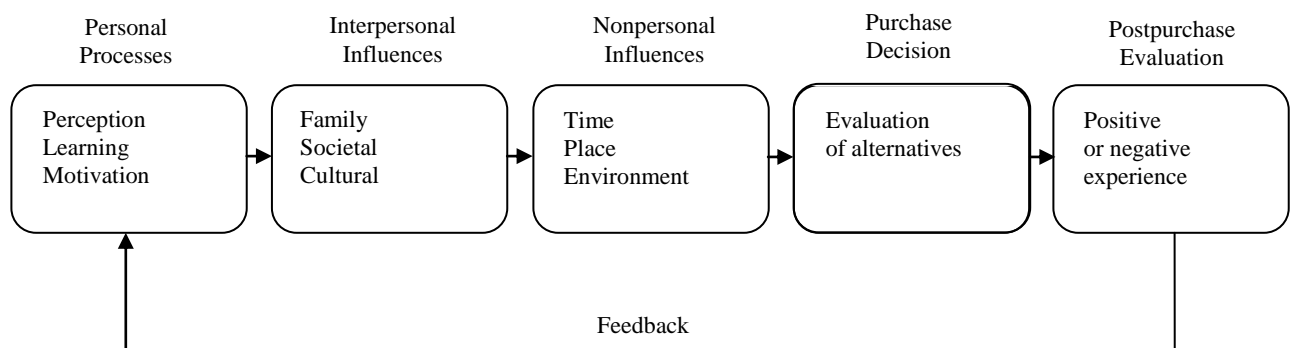 Personal
Processes
Interpersonal
Influences
Nonpersonal
Influences
Purchase
Decision
Postpurchase
Evaluation
Perception
Learning
Motivation
Family
Societal
Cultural
Time
Place
Environment
Evaluation
of alternatives
Positive
or negative
experience
Feedback